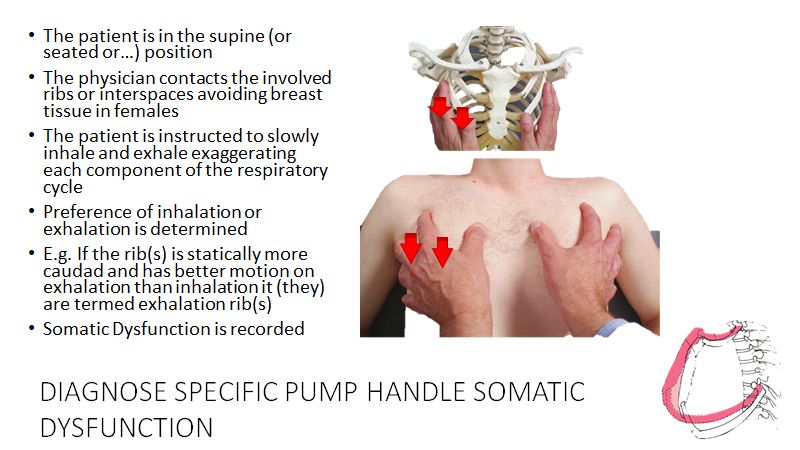 • The patient is in the supine (or
seated or...) position
• The physician contacts the involved
ribs or interspaces avoiding breast
tissue in females
• The patient is instructed to slowly
inhale and exhale exaggerating
each component of the respiratory
cycle
• Preference of inhalation or
exhalation is determined
• E.g. If the rib(s) is statically more
caudad and has better motion on
exhalation than inhalation it (they)
are termed exhalation rib(s)
• Somatic Dysfunction is recorded
DIAGNOSE SPECIFIC PUMP HANDLE SOMATIC
DYSFUNCTION